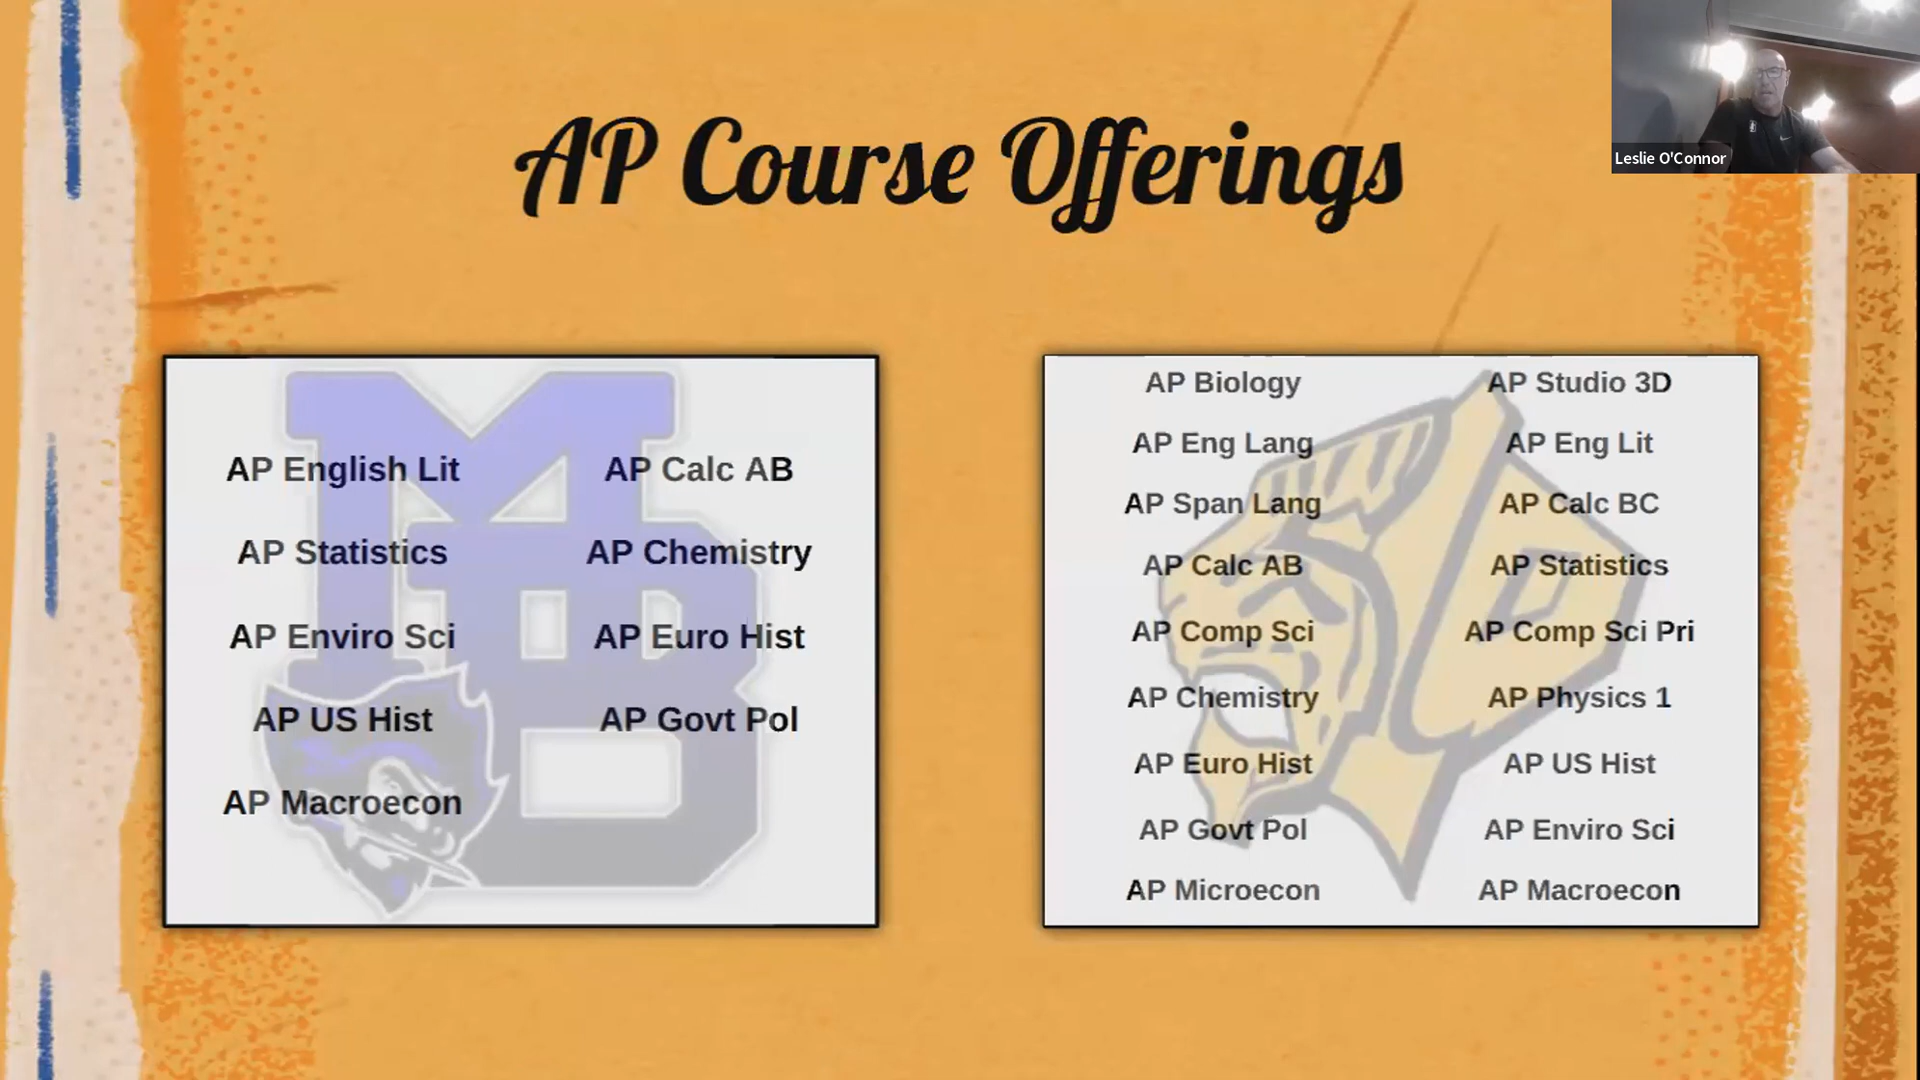 Leslie O'Connor
AP Course Offerings
AP English Lit
AP Calc AB
AP Statistics
AP Chemistry
AP Enviro Sci
AP Euro Hist
AP US Hist
AP Govt Pol
AP Macroecon
MB
AP Biology
AP Studio 3D
AP Eng Lang
AP Eng Lit
AP Span Lang
AP Calc BC
AP Calc AB
AP Statistics
AP Comp Sci
AP Comp Sci Pri
AP Chemistry
AP Physics 1
AP Euro Hist
AP US Hist
AP Govt Pol
AP Enviro Sci
AP Microecon
AP Macroecon